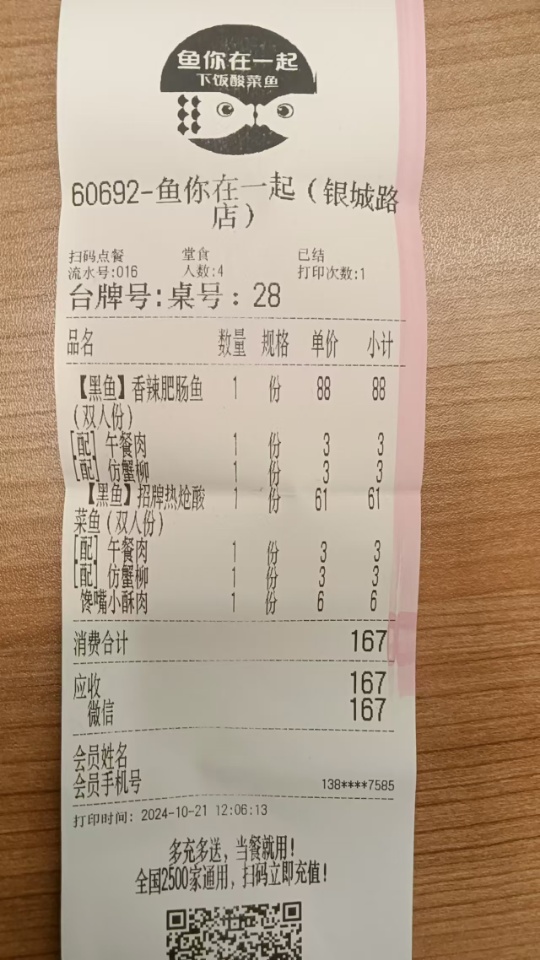 鱼你在一起
下饭酸菜鱼
60692-鱼你在一起（银城路
店）
扫码点餐 堂食 已结
流水号:016 人数:4 打印次数:1
台牌号:桌号：28
品名 数量 规格 单价 小计
【黑鱼】香辣肥肠鱼 1 份 88 88
(双人份)
[配] 午餐肉 1 份 3 3
[配] 仿蟹柳 1 份 3 3
【黑鱼】招牌热炝酸 1 份 61 61
菜鱼(双人份)
[配] 午餐肉 1 份 3 3
[配] 仿蟹柳 1 份 3 3
馋嘴小酥肉 1 份 6 6
消费合计 167
应收 167
微信 167
会员姓名
会员手机号 138****7585
打印时间: 2024-10-21 12:06:13
多充多送，当餐就用！
全国2500家通用，扫码立即充值！